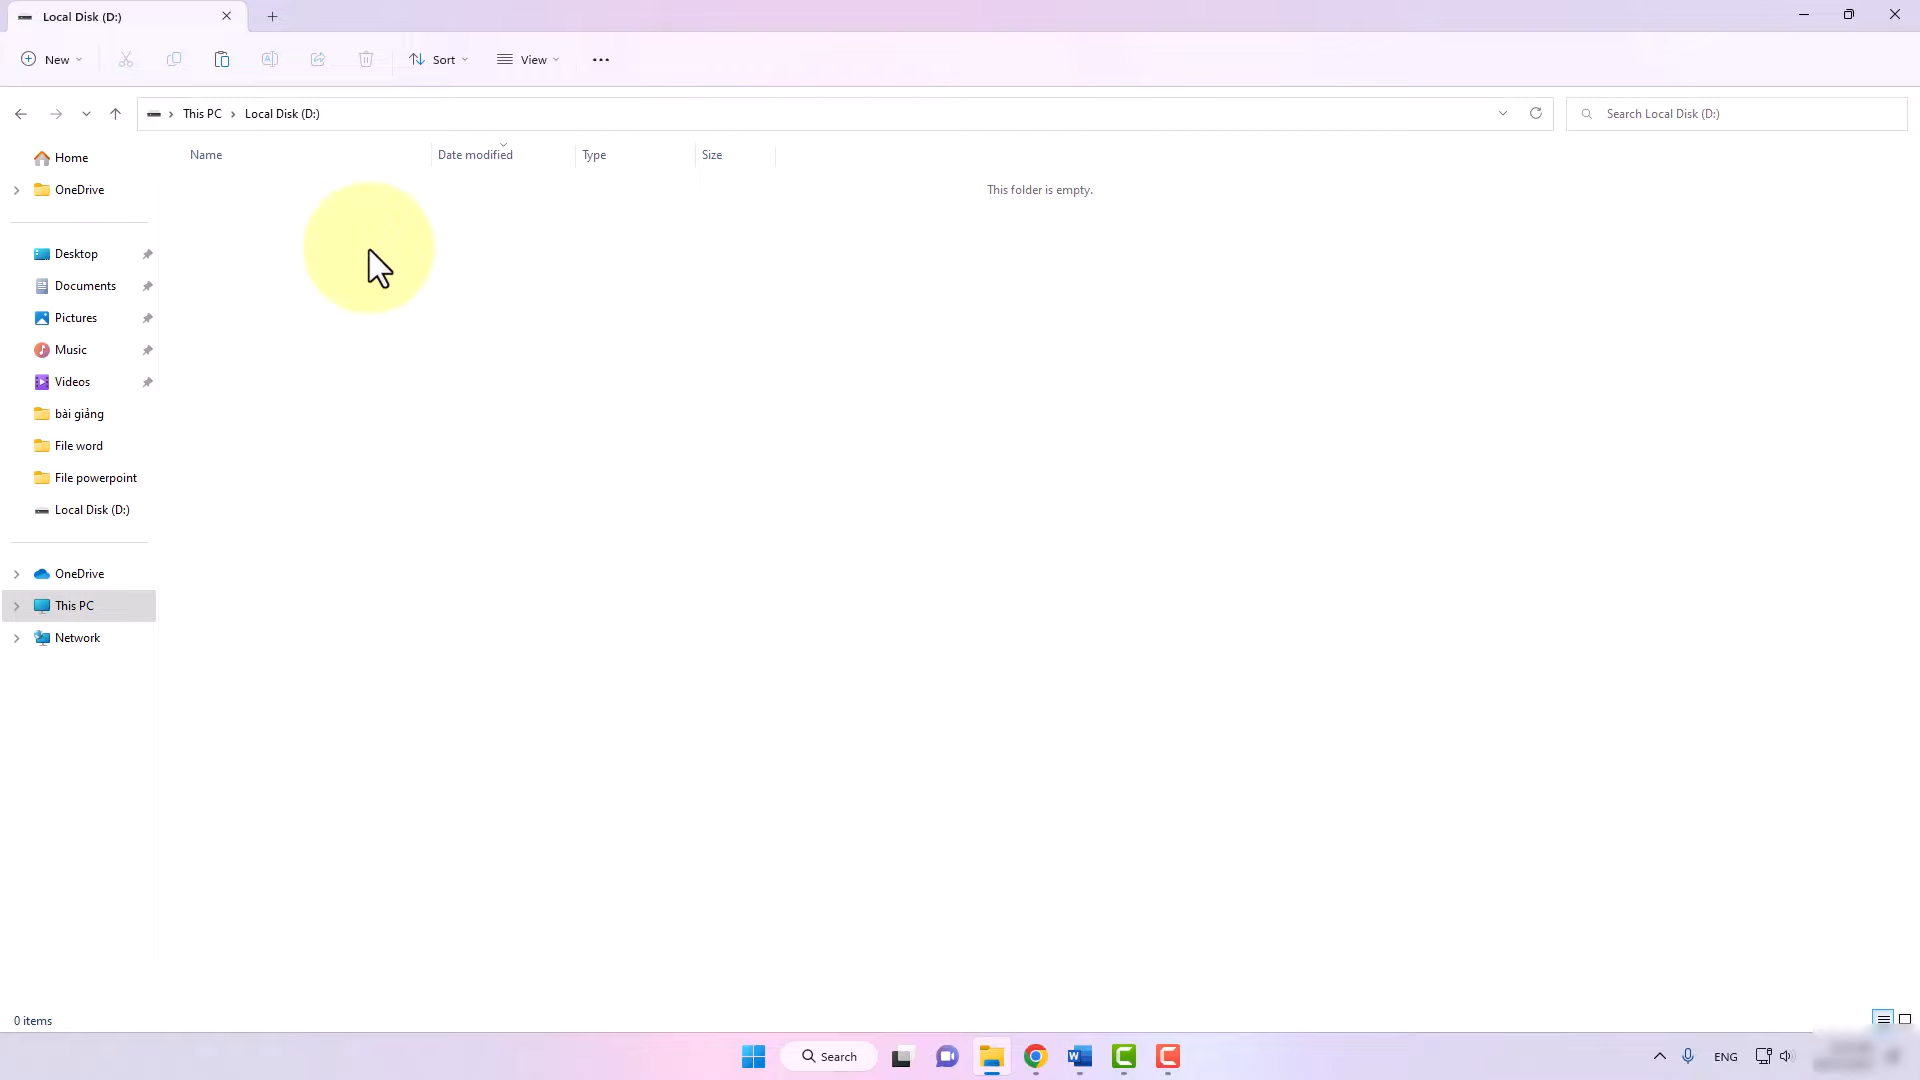 Local Disk (D:)
New
Sort
View
This PC
Local Disk (D:)
Search Local Disk (D:)
Name
Date modified
Type
Size
This folder is empty.
Home
OneDrive
Desktop
Documents
Pictures
Music
Videos
bài giảng
File word
File powerpoint
Local Disk (D:)
OneDrive
This PC
Network
0 items
Search
ENG